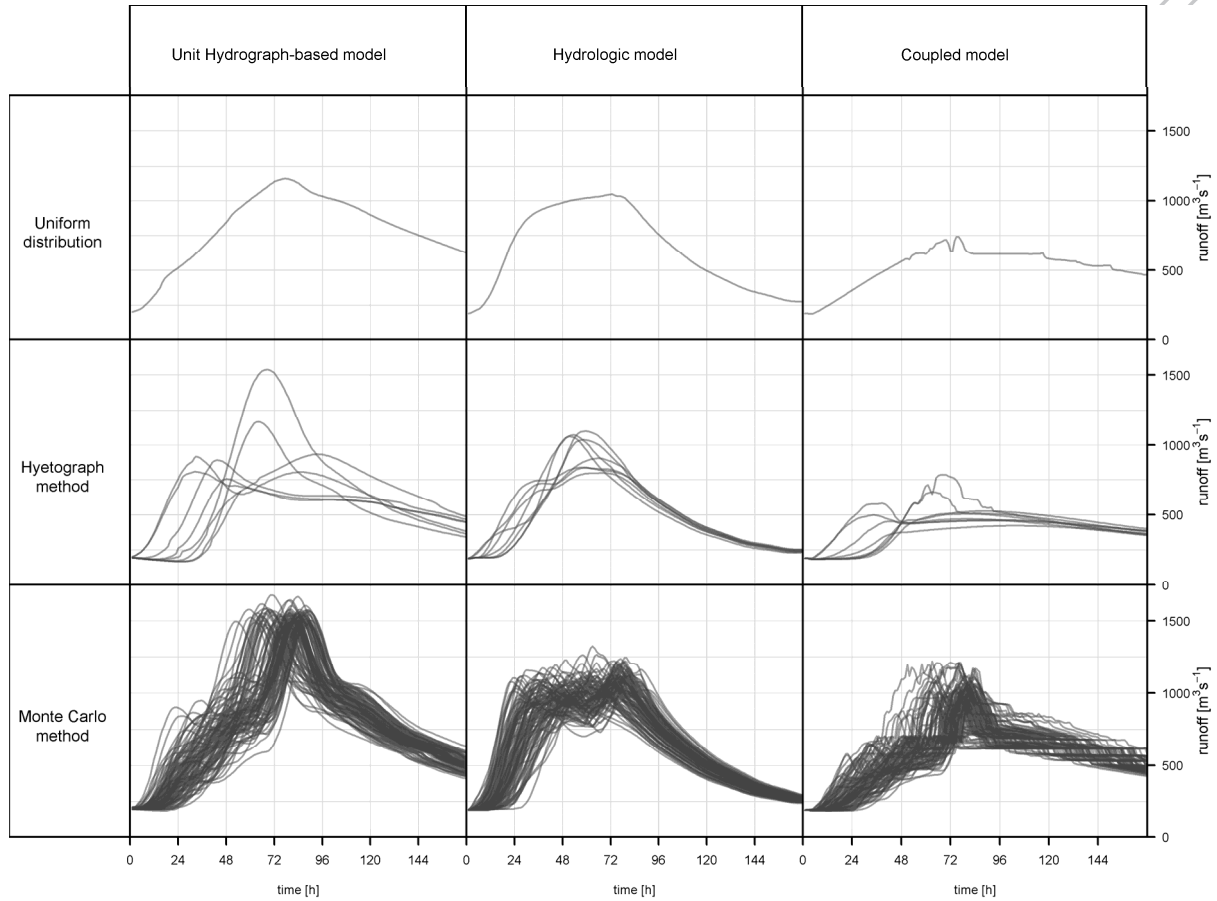 Unit Hydrograph-based model
Hydrologic model
Coupled model
Uniform
distribution
1500
1000
500
0
runoff [m³s⁻¹]
Hyetograph
method
1500
1000
500
0
runoff [m³s⁻¹]
Monte Carlo
method
1500
1000
500
0
runoff [m³s⁻¹]
0 24 48 72 96 120 144 0 24 48 72 96 120 144 0 24 48 72 96 120 144
time [h] time [h] time [h]